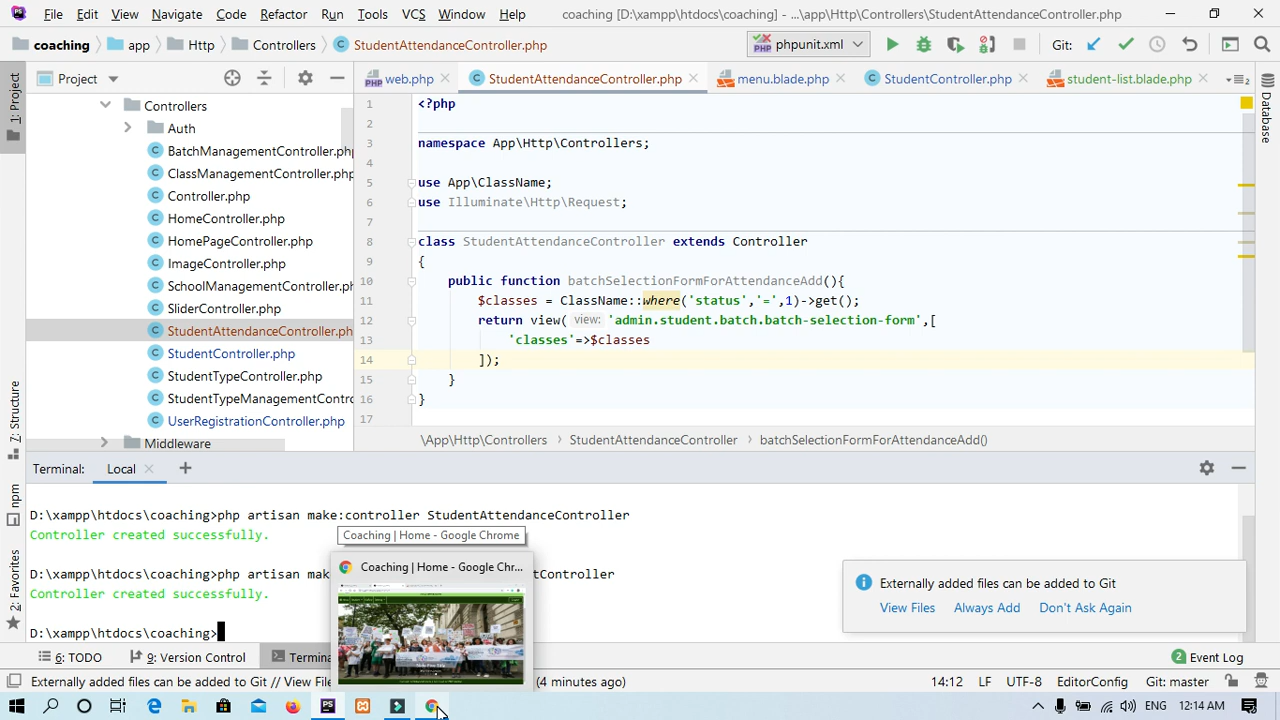 File Edit View Navigate Code Refactor Run Tools VCS Window Help coaching [D:\xampp\htdocs\coaching] - ...\app\Http\Controllers\StudentAttendanceController.php
coaching app Http Controllers StudentAttendanceController.php phpunit.xml Git:
Project
web.php StudentAttendanceController.php menu.blade.php StudentController.php student-list.blade.php
1: Project
Database
Z: Structure
npm
2: Favorites
Controllers
Auth
BatchManagementController.php
ClassManagementController.php
Controller.php
HomeController.php
HomePageController.php
ImageController.php
SchoolManagementController.php
SliderController.php
StudentAttendanceController.ph
StudentController.php
StudentTypeController.php
StudentTypeManagementContro
UserRegistrationController.php
Middleware
1 <?php
2
3 namespace App\Http\Controllers;
4
5 use App\ClassName;
6 use Illuminate\Http\Request;
7
8 class StudentAttendanceController extends Controller
9 {
10 public function batchSelectionFormForAttendanceAdd(){
11 $classes = ClassName::where('status','=',1)->get();
12 return view( view: 'admin.student.batch.batch-selection-form',[
13 'classes'=>$classes
14 ]);
15 }
16 }
17
\App\Http\Controllers StudentAttendanceController batchSelectionFormForAttendanceAdd()
Terminal: Local
D:\xampp\htdocs\coaching>php artisan make:controller StudentAttendanceController
Controller created successfully.
Coaching | Home - Google Chrome
Coaching | Home - Google Chr...
D:\xampp\htdocs\coaching>php artisan mak
Controller created successfully.
D:\xampp\htdocs\coaching>
Externally added files can be added to Git
View Files Always Add Don't Ask Again
6: TODO 9: Version Control Termina Event Log
Externally added files can be added to Git // View File (4 minutes ago) 14:12 LF UTF-8 Editorconfig Git: master
ENG 12:14 AM